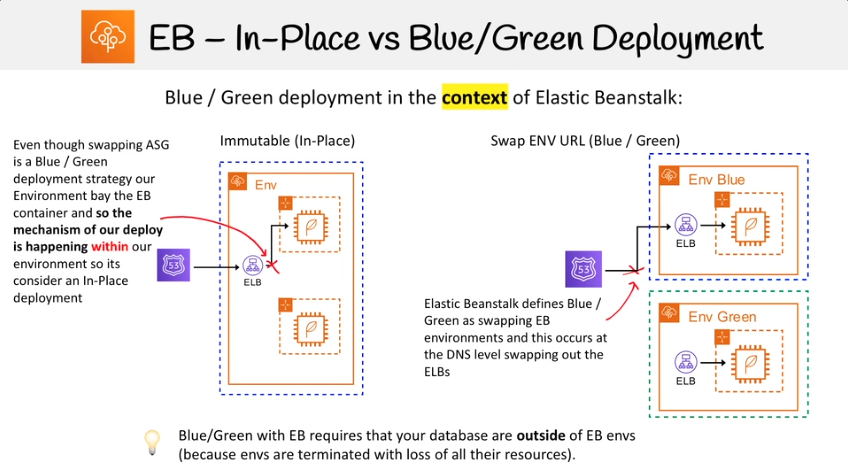 EB – In-Place vs Blue/Green Deployment
Blue / Green deployment in the context of Elastic Beanstalk:
Even though swapping ASG
is a Blue / Green
deployment strategy our
Environment bay the EB
container and so the
mechanism of our deploy
is happening within our
environment so its
consider an In-Place
deployment
Immutable (In-Place)
Env
53
ELB
Swap ENV URL (Blue / Green)
Env Blue
ELB
53
Elastic Beanstalk defines Blue /
Green as swapping EB
environments and this occurs at
the DNS level swapping out the
ELBs
Env Green
ELB
Blue/Green with EB requires that your database are outside of EB envs
(because envs are terminated with loss of all their resources).